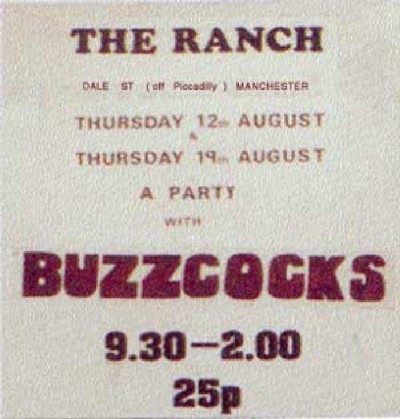 THE RANCH
DALE ST ( off Piccadilly ) MANCHESTER
THURSDAY 12th AUGUST
&
THURSDAY 19th AUGUST
A PARTY
WITH
BUZZCOCKS
9.30—2.00
25p